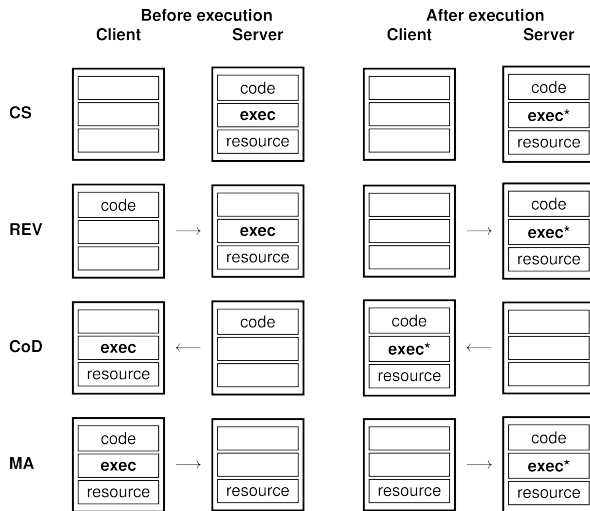 Before execution After execution
Client Server Client Server
code code
CS exec exec*
resource resource
code code
REV exec exec*
resource resource
code code
CoD exec exec*
resource resource
code code
MA exec exec*
resource resource resource resource